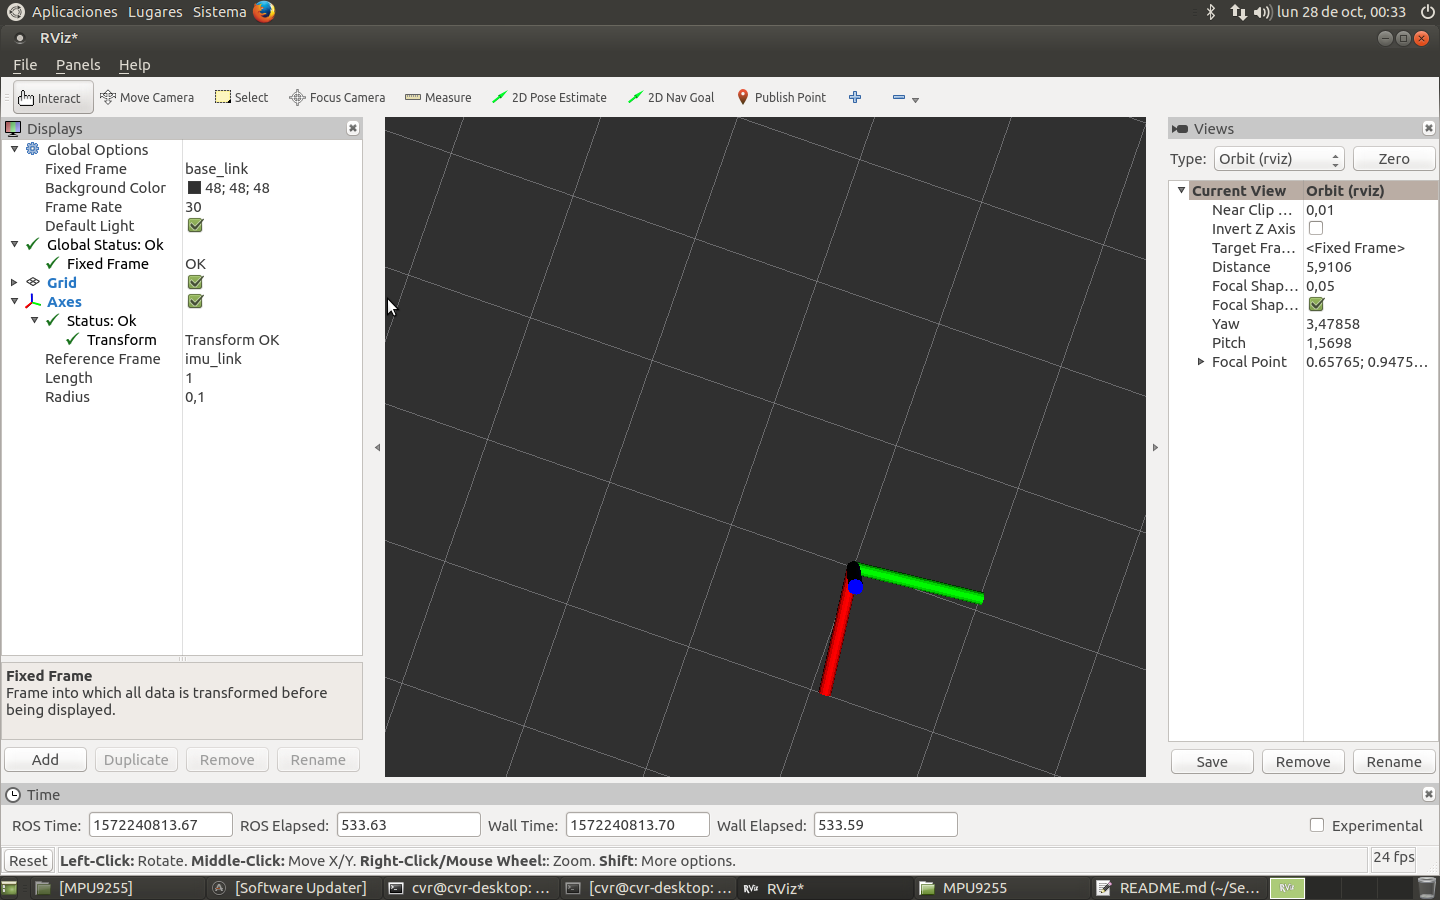 Aplicaciones Lugares Sistema lun 28 de oct, 00:33
RViz*
File Panels Help
Interact Move Camera Select Focus Camera Measure 2D Pose Estimate 2D Nav Goal Publish Point
Displays
Global Options
Fixed Frame base_link
Background Color 48; 48; 48
Frame Rate 30
Default Light
Global Status: Ok
Fixed Frame OK
Grid
Axes
Status: Ok
Transform Transform OK
Reference Frame imu_link
Length 1
Radius 0,1
Fixed Frame
Frame into which all data is transformed before
being displayed.
Add Duplicate Remove Rename
Views
Type: Orbit (rviz) Zero
Current View Orbit (rviz)
Near Clip ... 0,01
Invert Z Axis
Target Fra... <Fixed Frame>
Distance 5,9106
Focal Shap... 0,05
Focal Shap...
Yaw 3,47858
Pitch 1,5698
Focal Point 0.65765; 0.9475...
Save Remove Rename
Time
ROS Time: 1572240813.67 ROS Elapsed: 533.63 Wall Time: 1572240813.70 Wall Elapsed: 533.59 Experimental
Reset Left-Click: Rotate. Middle-Click: Move X/Y. Right-Click/Mouse Wheel:: Zoom. Shift: More options. 24 fps
[MPU9255] [Software Updater] cvr@cvr-desktop: ... [cvr@cvr-desktop: ... RViz* MPU9255 README.md (~/Se...